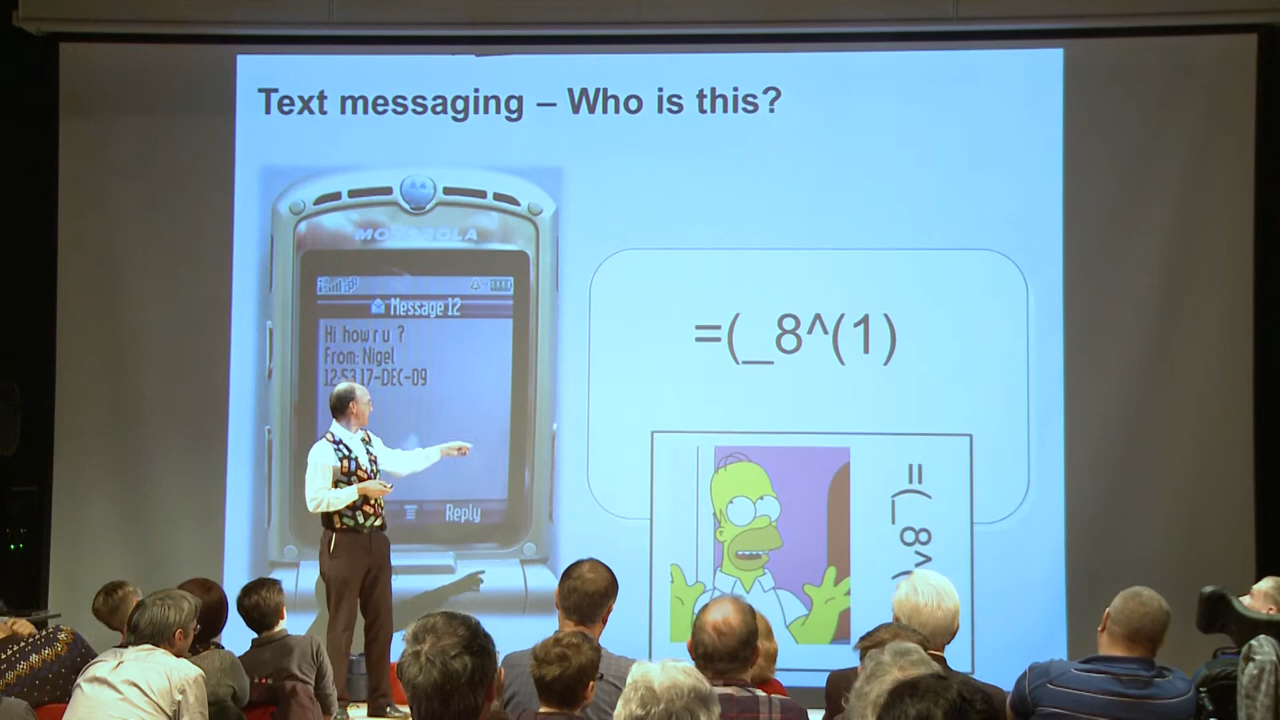 Text messaging – Who is this?
MOTOROLA
Message 12
Hi how r u ?
From: Nigel
12:53 17-DEC-09
Reply
=(_8^(1)
=(_8^(